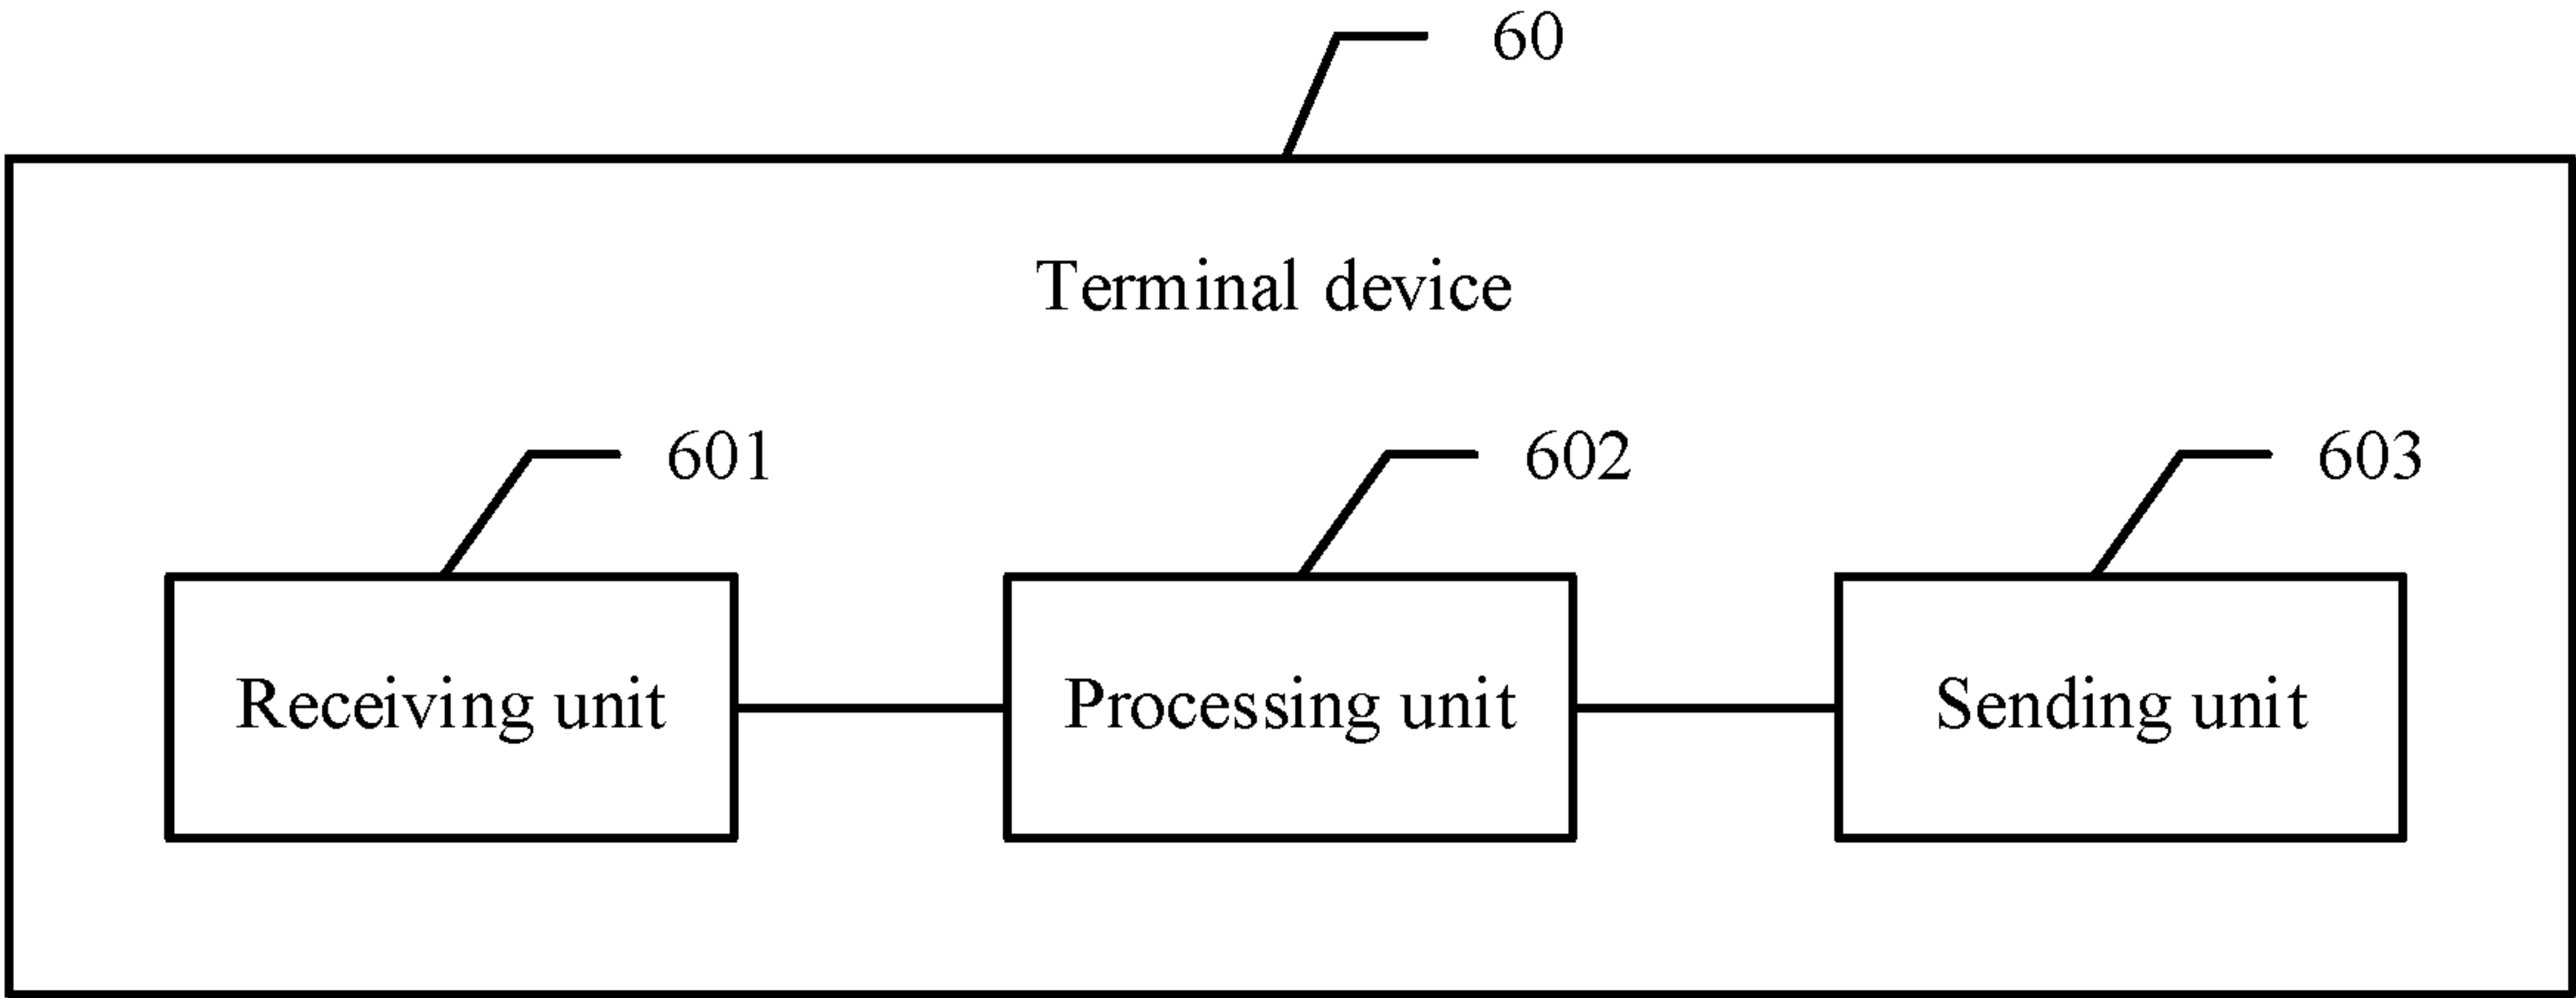 60
Terminal device
601
602
603
Receiving unit
Processing unit
Sending unit